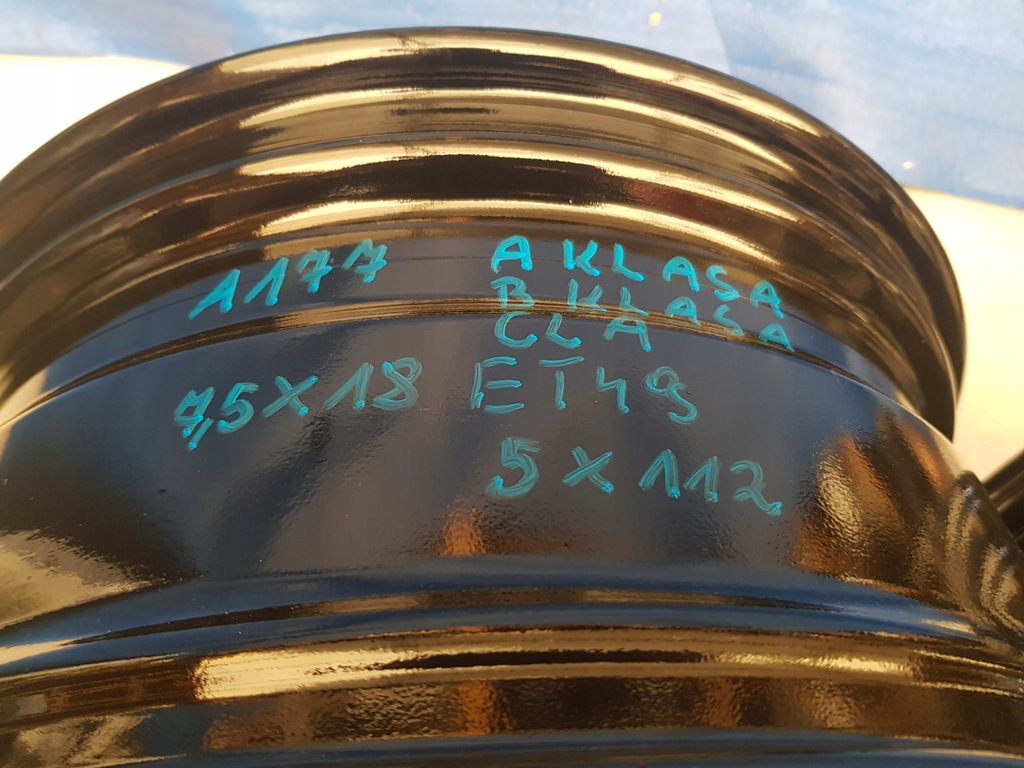 A177
A KLASA
B KLASA
CLA
7,5x18 ET49
5x112